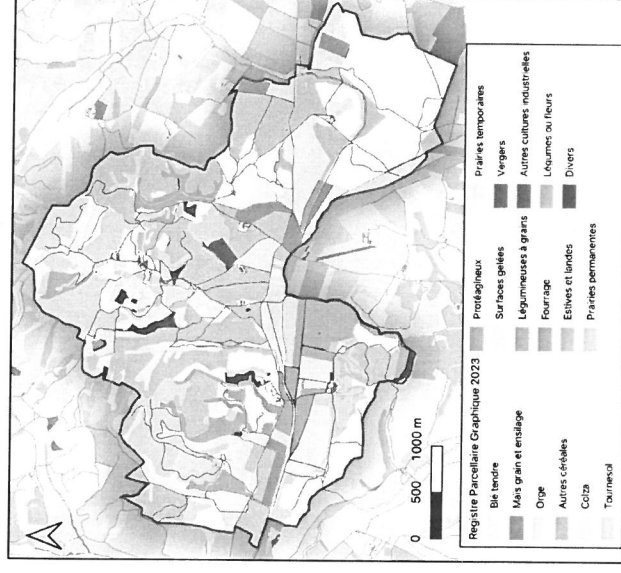 0 500 1000 m
Registre Parcellaire Graphique 2023
Blé tendre
Maïs grain et ensilage
Orge
Autres céréales
Colza
Tournesol
Protéagineux
Surfaces gelées
Légumineuses à grains
Fourrage
Estives et landes
Prairies permanentes
Prairies temporaires
Vergers
Autres cultures industrielles
Légumes ou fleurs
Divers